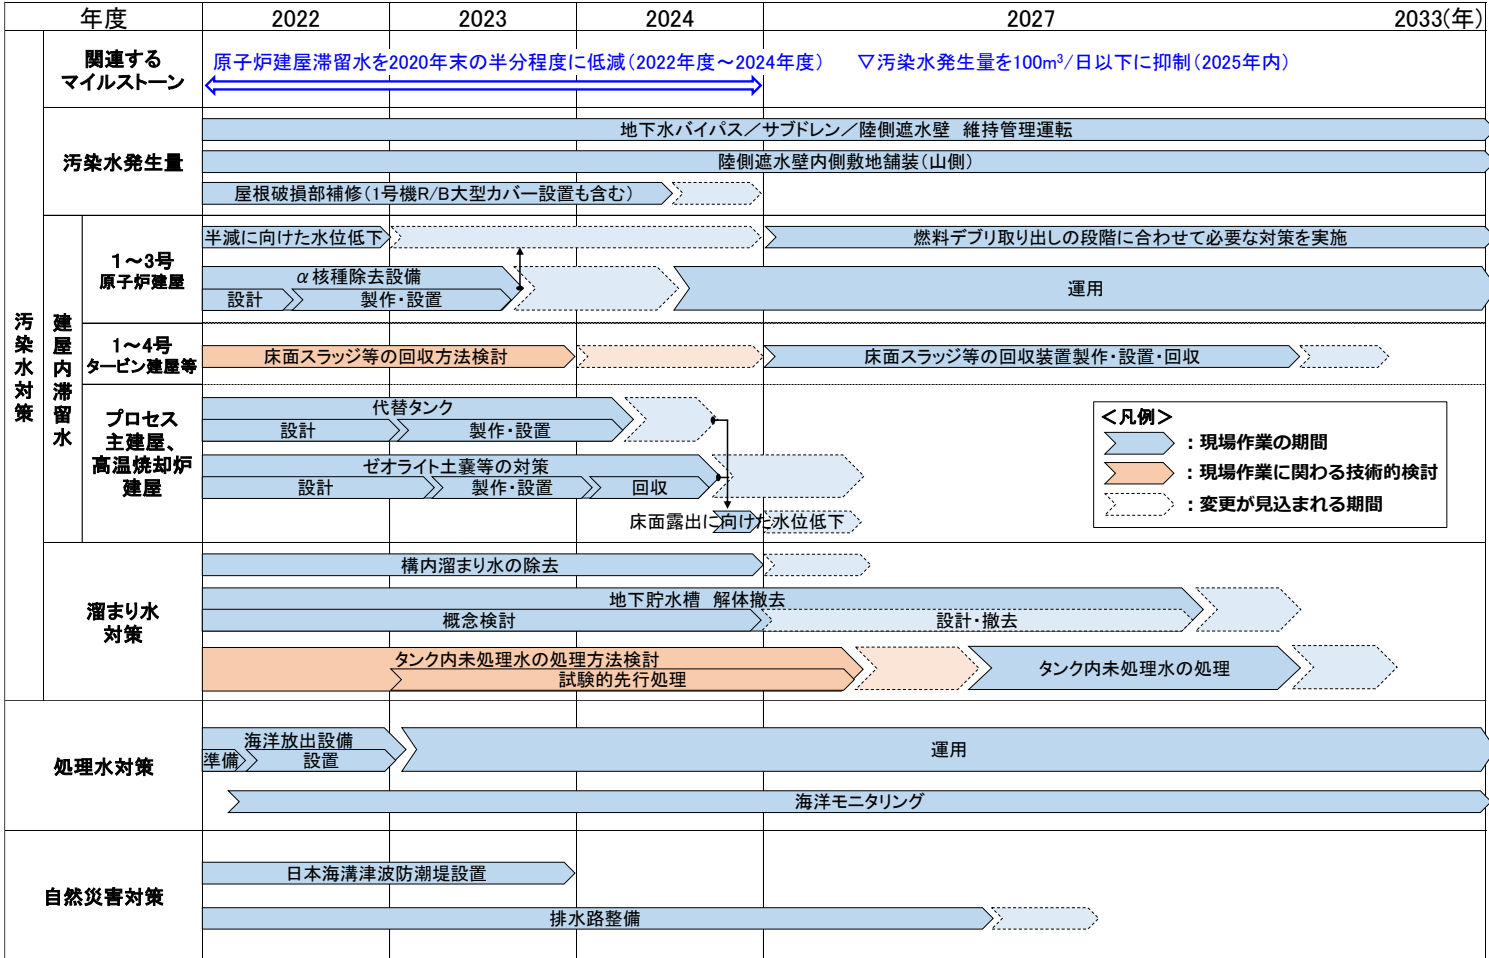 年度
2022
2023
2024
2027
2033(年)
汚染水対策
関連する
マイルストーン
原子炉建屋滞留水を2020年末の半分程度に低減(2022年度～2024年度)
▽汚染水発生量を100m³/日以下に抑制(2025年内)
汚染水発生量
地下水バイパス／サブドレン／陸側遮水壁 維持管理運転
陸側遮水壁内側敷地舗装(山側)
屋根破損部補修(1号機R/B大型カバー設置も含む)
建屋内滞留水
1～3号
原子炉建屋
半減に向けた水位低下
燃料デブリ取り出しの段階に合わせて必要な対策を実施
α核種除去設備
設計
製作・設置
運用
1～4号
タービン建屋等
床面スラッジ等の回収方法検討
床面スラッジ等の回収装置製作・設置・回収
プロセス
主建屋、
高温焼却炉
建屋
代替タンク
設計
製作・設置
ゼオライト土嚢等の対策
設計
製作・設置
回収
床面露出に向けた水位低下
＜凡例＞
：現場作業の期間
：現場作業に関わる技術的検討
：変更が見込まれる期間
溜まり水
対策
構内溜まり水の除去
地下貯水槽 解体撤去
概念検討
設計・撤去
タンク内未処理水の処理方法検討
試験的先行処理
タンク内未処理水の処理
処理水対策
海洋放出設備
準備
設置
運用
海洋モニタリング
自然災害対策
日本海溝津波防潮堤設置
排水路整備